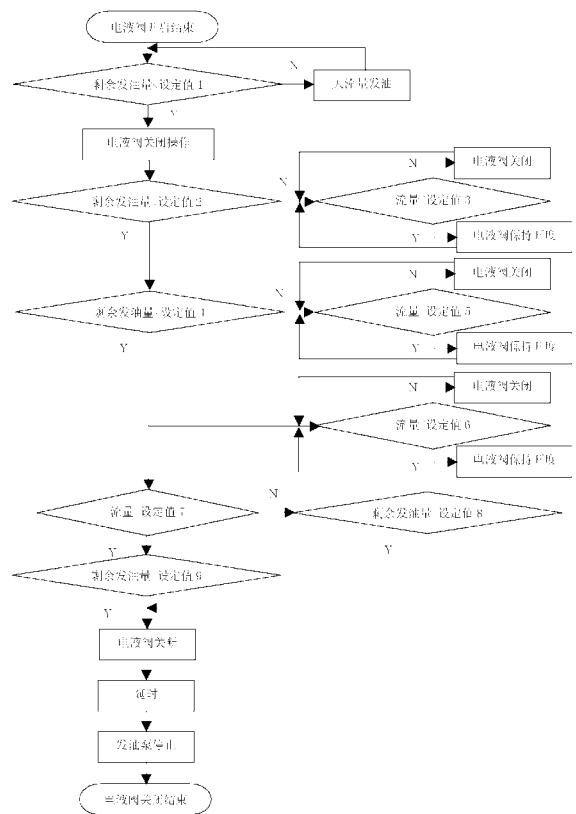 电液阀开启结束
N
剩余发油量<设定值1
大流量发油
Y
电液阀关闭操作
N
电液阀关闭
N
剩余发油量<设定值2
流量 设定值3
Y
Y
电液阀保持开度
N
电液阀关闭
N
剩余发油量<设定值4
流量 设定值5
Y
Y
电液阀保持开度
N
电液阀关闭
流量 设定值6
Y
电液阀保持开度
N
流量 设定值7
剩余发油量 设定值8
Y
Y
剩余发油量 设定值9
Y
电液阀关断
延时
发油泵停止
电液阀关闭结束